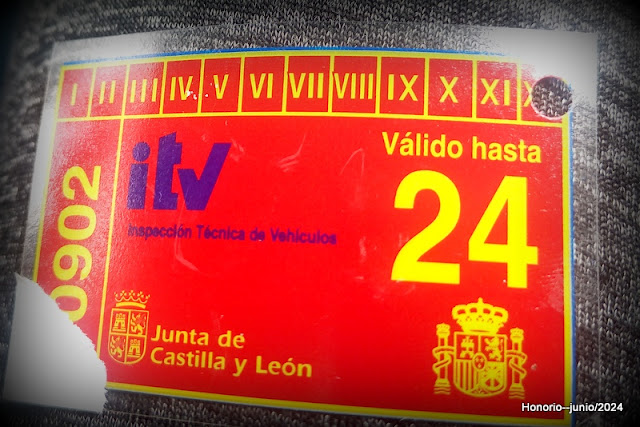 I II III IV V VI VII VIII IX X XI
0902
itv
Inspección Técnica de Vehículos
Válido hasta
24
Junta de
Castilla y León
Honorio--junio/2024